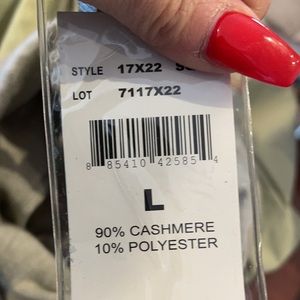 STYLE 17X22
LOT 7117X22
8 85410 42585 4
L
90% CASHMERE
10% POLYESTER